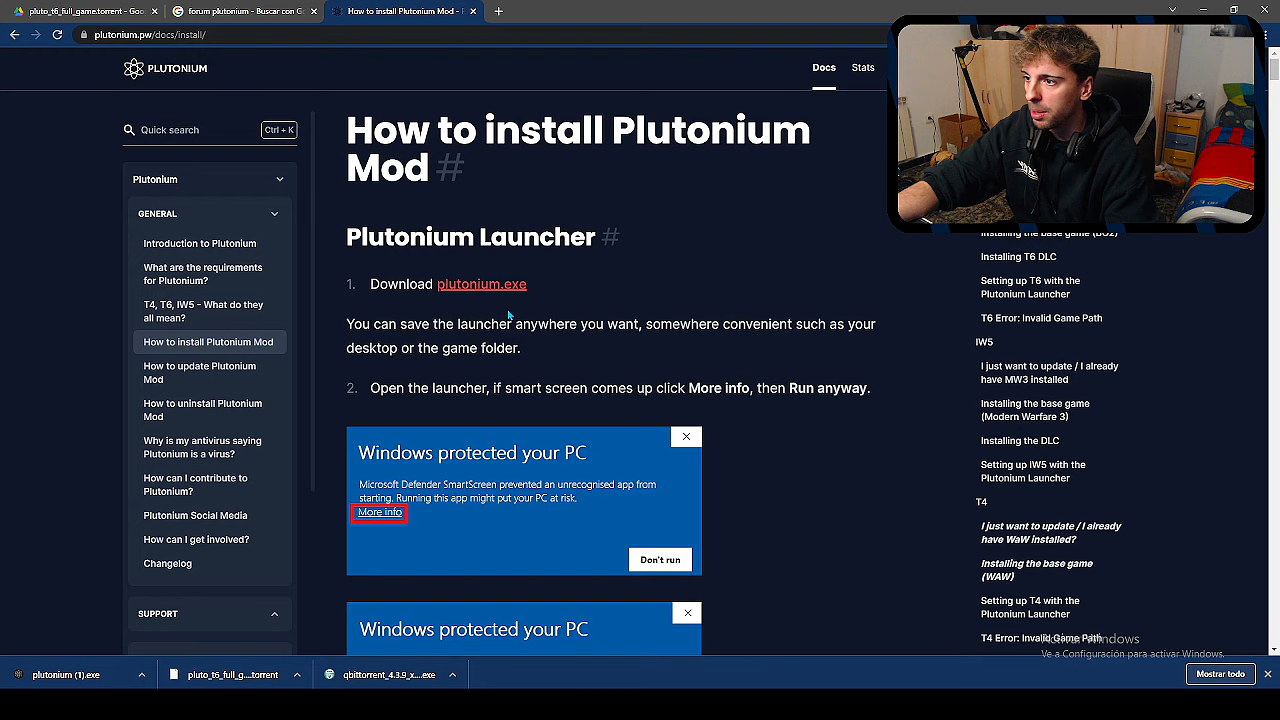 pluto_t6_full_game.torrent - Goo
forum plutonium - Buscar con G
How to install Plutonium Mod -
plutonium.pw/docs/install/
PLUTONIUM
Docs
Stats
Quick search
Ctrl + K
Plutonium
GENERAL
Introduction to Plutonium
What are the requirements
for Plutonium?
T4, T6, IW5 - What do they
all mean?
How to install Plutonium Mod
How to update Plutonium
Mod
How to uninstall Plutonium
Mod
Why is my antivirus saying
Plutonium is a virus?
How can I contribute to
Plutonium?
Plutonium Social Media
How can I get involved?
Changelog
SUPPORT
How to install Plutonium
Mod #
Plutonium Launcher #
1. Download plutonium.exe
You can save the launcher anywhere you want, somewhere convenient such as your
desktop or the game folder.
2. Open the launcher, if smart screen comes up click More info, then Run anyway.
Windows protected your PC
Microsoft Defender SmartScreen prevented an unrecognised app from
starting. Running this app might put your PC at risk.
More info
Don't run
Windows protected your PC
Installing the base game (BO2)
Installing T6 DLC
Setting up T6 with the
Plutonium Launcher
T6 Error: Invalid Game Path
IW5
I just want to update / I already
have MW3 installed
Installing the base game
(Modern Warfare 3)
Installing the DLC
Setting up IW5 with the
Plutonium Launcher
T4
I just want to update / I already
have WaW installed?
Installing the base game
(WAW)
Setting up T4 with the
Plutonium Launcher
T4 Error: Invalid Game Path
Activar Windows
Ve a Configuración para activar Windows.
plutonium (1).exe
pluto_t6_full_g....torrent
qbittorrent_4.3.9_x....exe
Mostrar todo